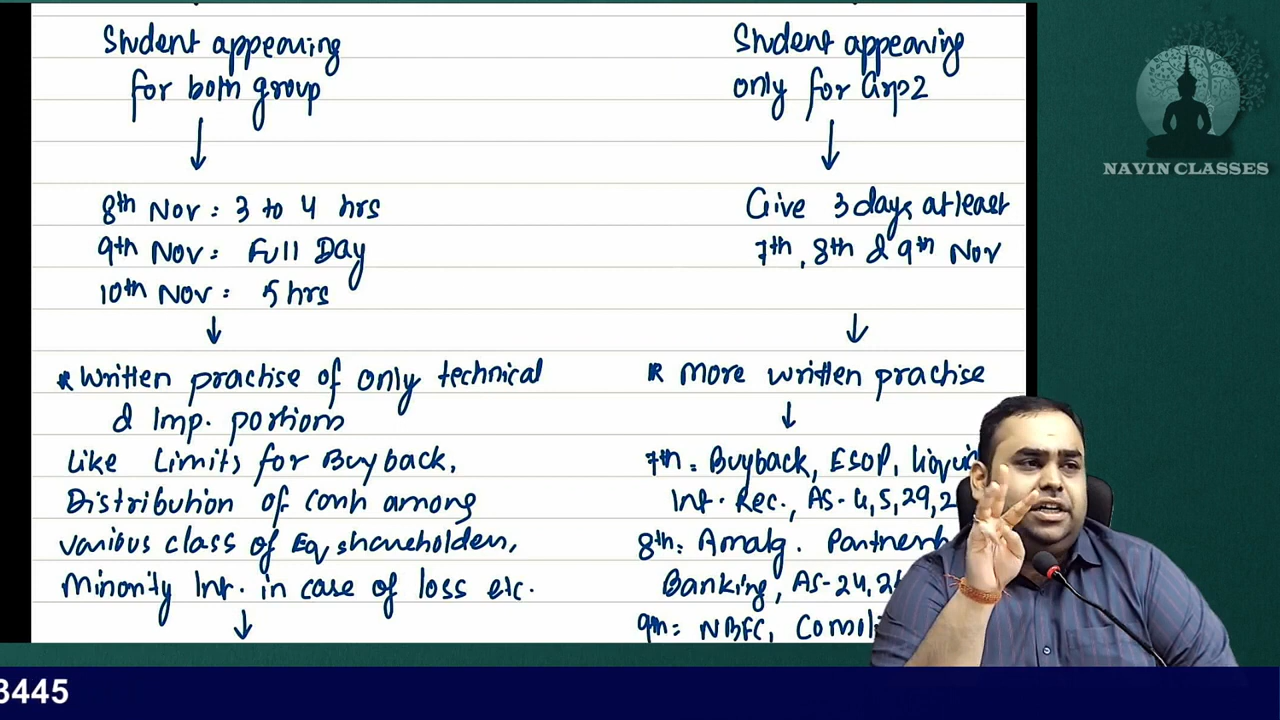 Student appearing
for both group
8th Nov: 3 to 4 hrs
9th Nov: Full Day
10th Nov: 5 hrs
* Written practise of only technical
& Imp. portions
Like Limits for Buyback,
Distribution of cash among
various class of Eq shareholders,
Minority Int. in case of loss etc.
Student appearing
only for Grp2
Give 3 days atleast
7th, 8th & 9th Nov
* More written practise
7th: Buyback, ESOP,
Int. Rec., AS-4,5,29,
8th: Amalg.
Banking, AS-24,
9th: NBFC,
NAVIN CLASSES
3445